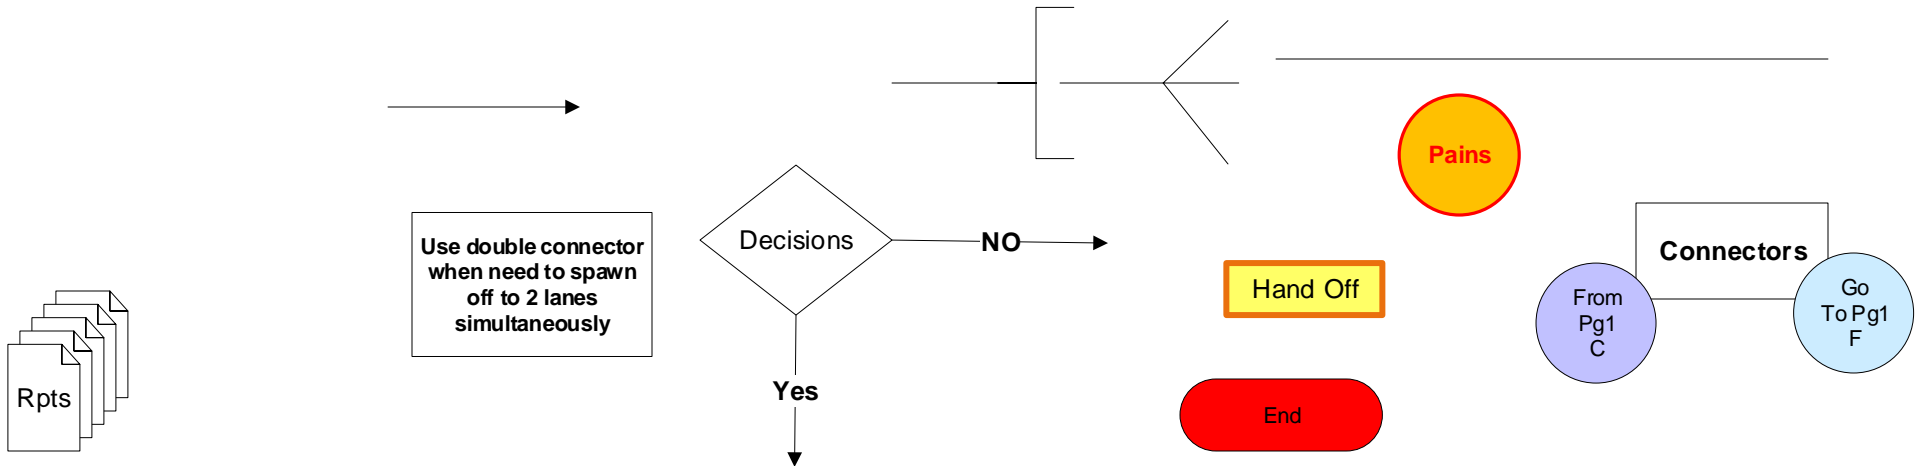 Pains
Use double connector
when need to spawn
off to 2 lanes
simultaneously
Decisions
NO
Connectors
Hand Off
From
Pg1
C
Go
To Pg1
F
Rpts
Yes
End